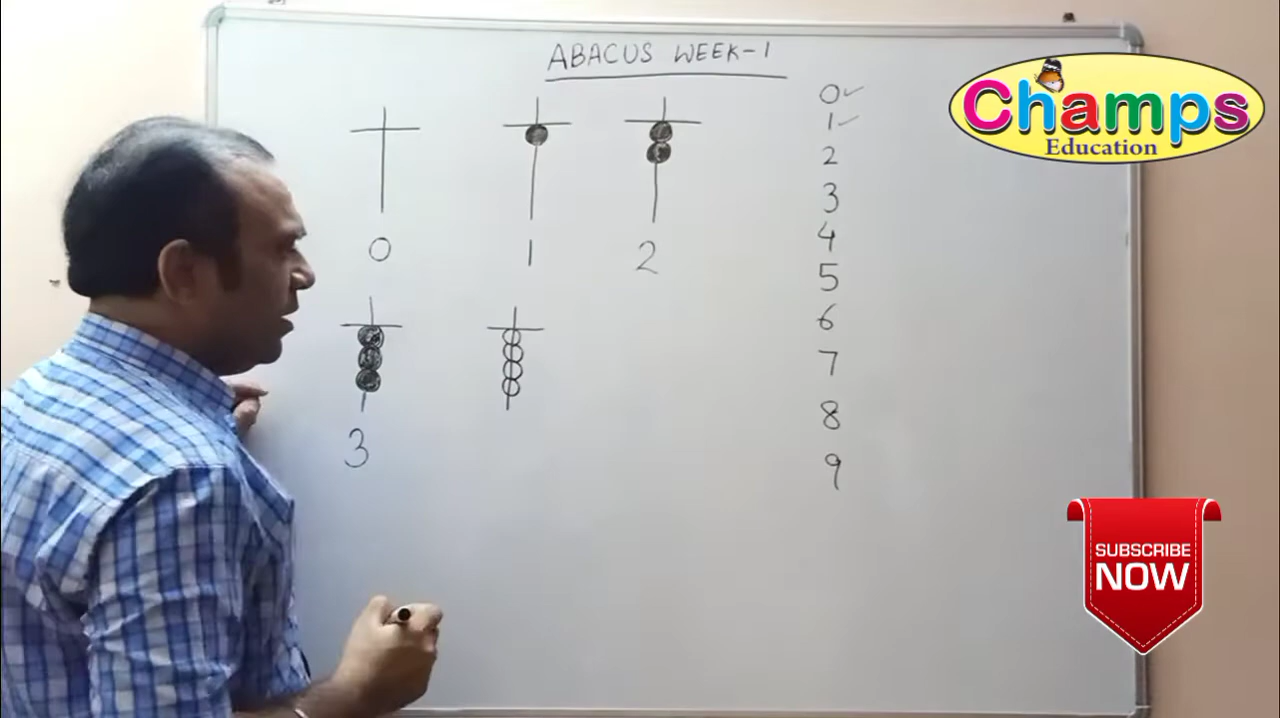 ABACUS WEEK-1
0 1 2
3
0✓
1✓
2
3
4
5
6
7
8
9
Champs
Education
SUBSCRIBE
NOW